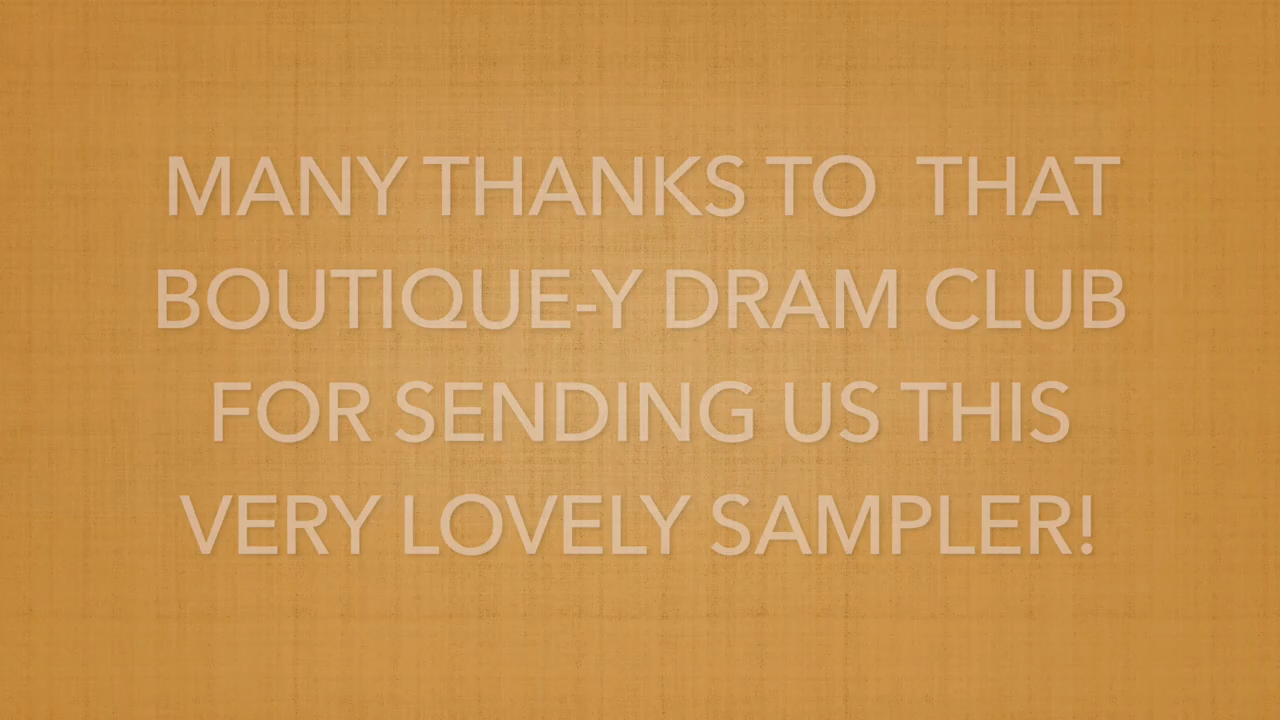 MANY THANKS TO  THAT
BOUTIQUE-Y DRAM CLUB
FOR SENDING US THIS
VERY LOVELY SAMPLER!